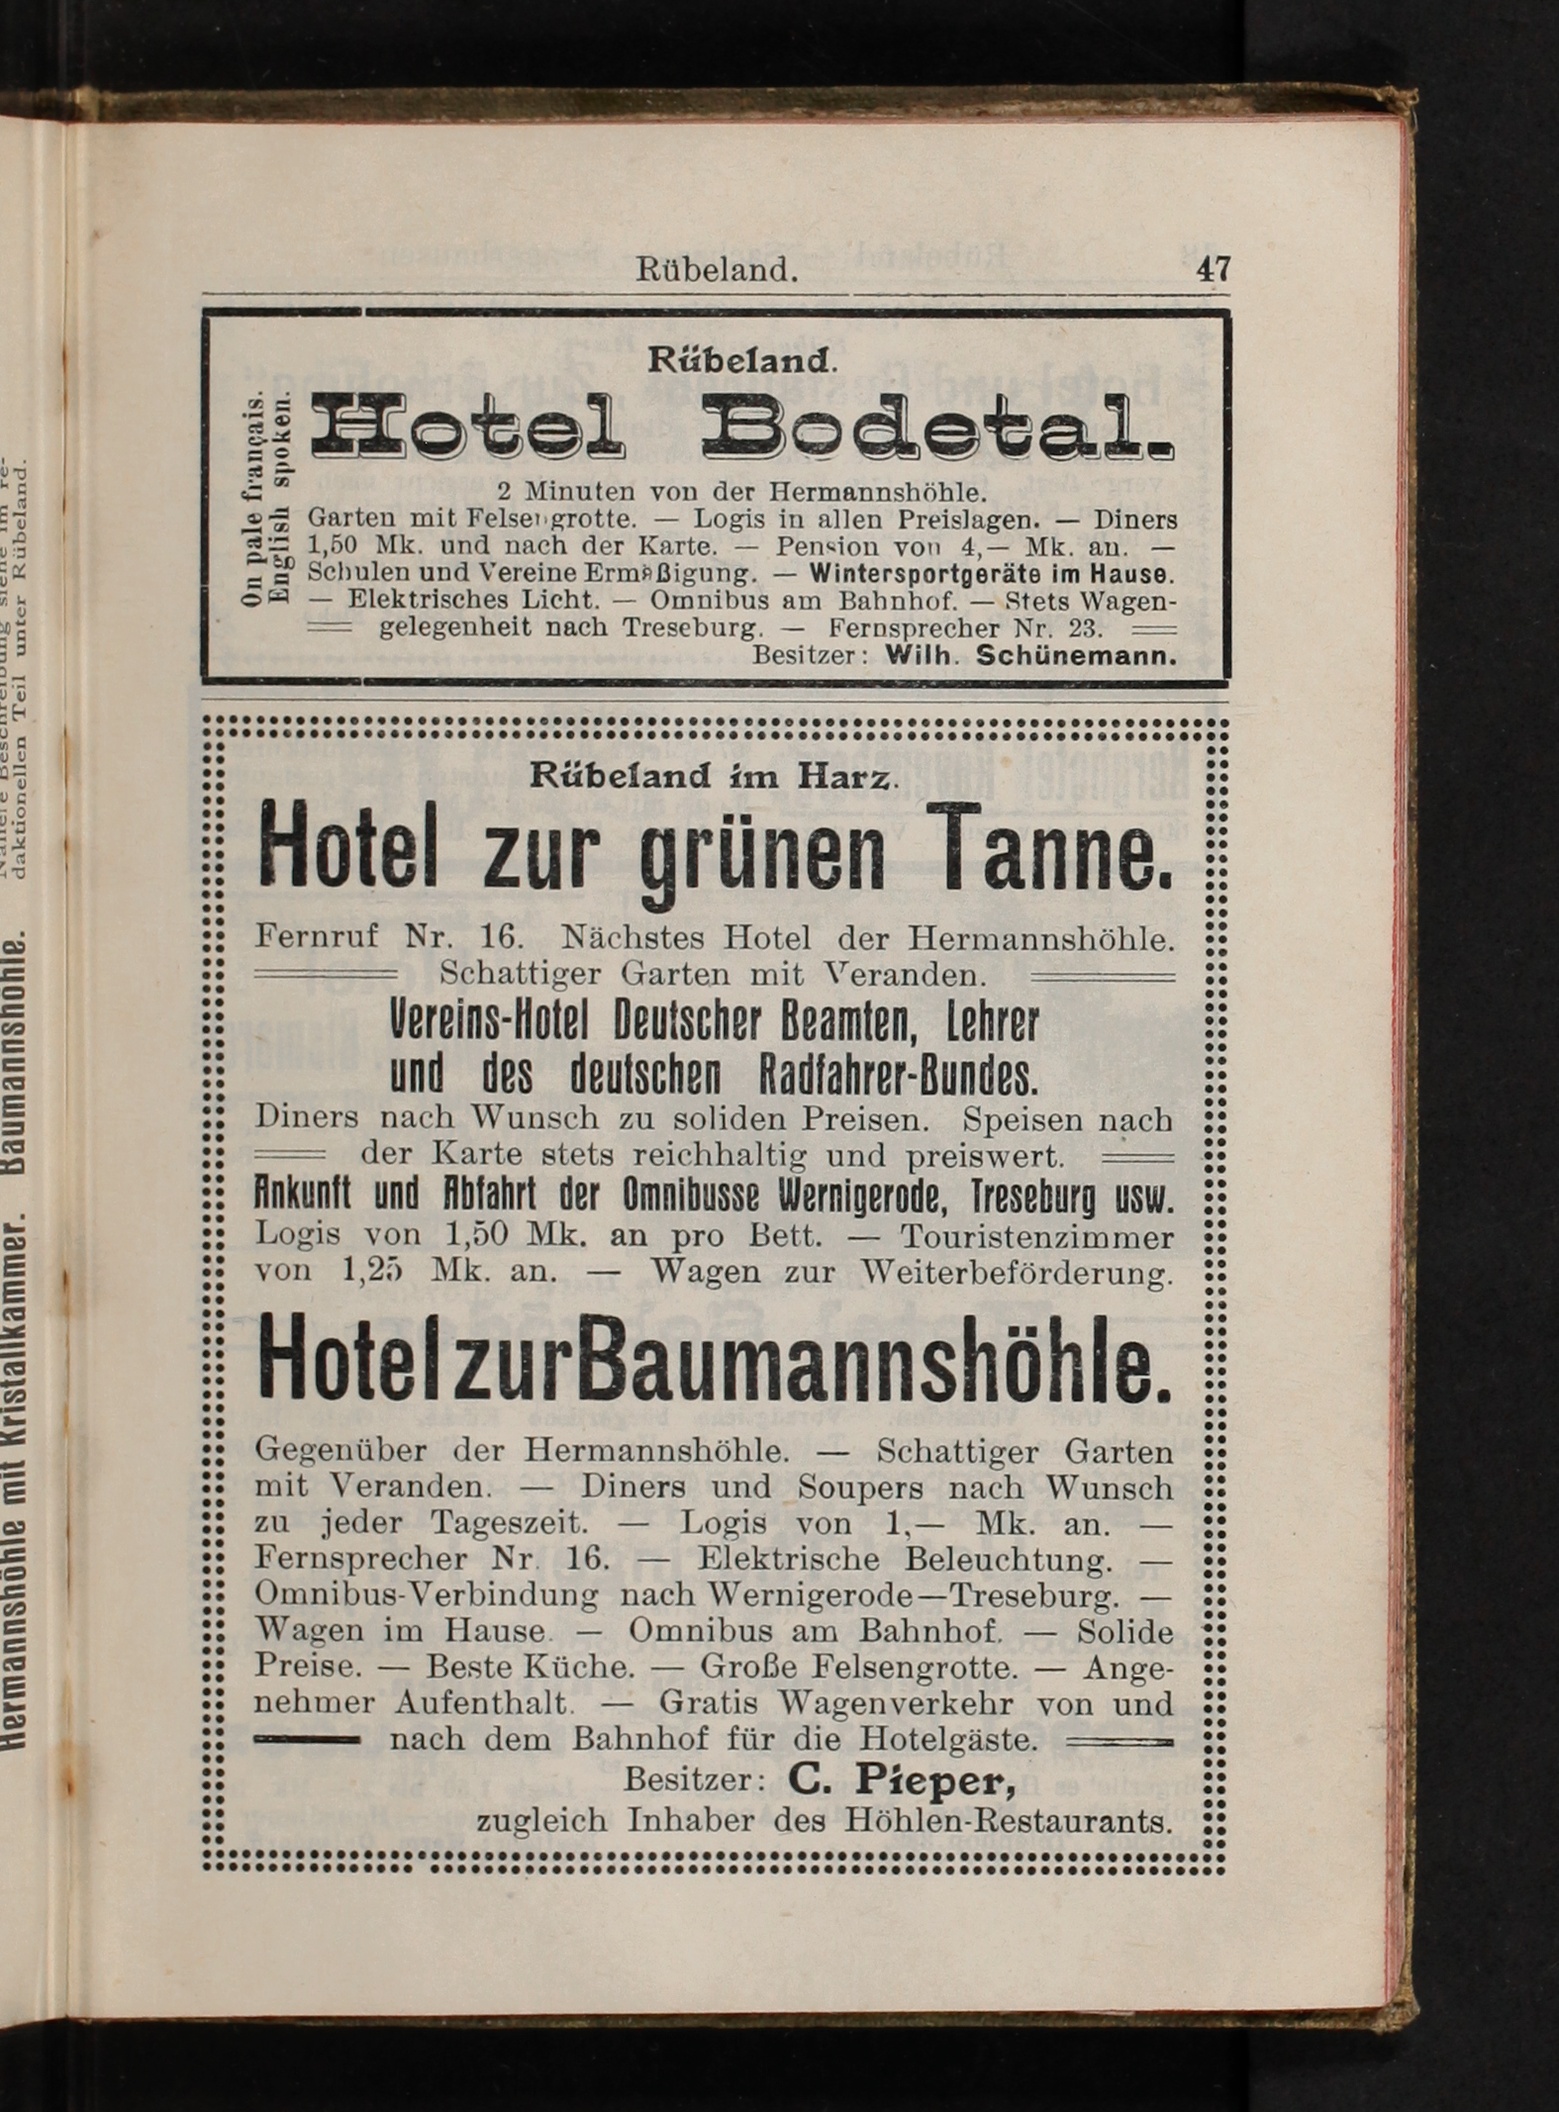 Rübeland. 47
Rübeland.
On pale français.
English spoken.
Hotel Bodetal.
2 Minuten von der Hermannshöhle.
Garten mit Felsengrotte. — Logis in allen Preislagen. — Diners
1,50 Mk. und nach der Karte. — Pension von 4,— Mk. an. —
Schulen und Vereine Ermäßigung. — Wintersportgeräte im Hause.
— Elektrisches Licht. — Omnibus am Bahnhof. — Stets Wagen-
gelegenheit nach Treseburg. — Fernsprecher Nr. 23.
Besitzer: Wilh. Schünemann.
Rübeland im Harz.
Hotel zur grünen Tanne.
Fernruf Nr. 16. Nächstes Hotel der Hermannshöhle.
Schattiger Garten mit Veranden.
Vereins-Hotel Deutscher Beamten, Lehrer
und des deutschen Radfahrer-Bundes.
Diners nach Wunsch zu soliden Preisen. Speisen nach
der Karte stets reichhaltig und preiswert.
Ankunft und Abfahrt der Omnibusse Wernigerode, Treseburg usw.
Logis von 1,50 Mk. an pro Bett. — Touristenzimmer
von 1,25 Mk. an. — Wagen zur Weiterbeförderung.
Hotel zur Baumannshöhle.
Gegenüber der Hermannshöhle. — Schattiger Garten
mit Veranden. — Diners und Soupers nach Wunsch
zu jeder Tageszeit. — Logis von 1,— Mk. an. —
Fernsprecher Nr. 16. — Elektrische Beleuchtung. —
Omnibus-Verbindung nach Wernigerode—Treseburg. —
Wagen im Hause. — Omnibus am Bahnhof. — Solide
Preise. — Beste Küche. — Große Felsengrotte. — Ange-
nehmer Aufenthalt. — Gratis Wagenverkehr von und
nach dem Bahnhof für die Hotelgäste.
Besitzer: C. Pieper,
zugleich Inhaber des Höhlen-Restaurants.
Hermannshöhle mit Kristallkammer. Baumannshöhle.
daktionellen Teil unter Rübeland.